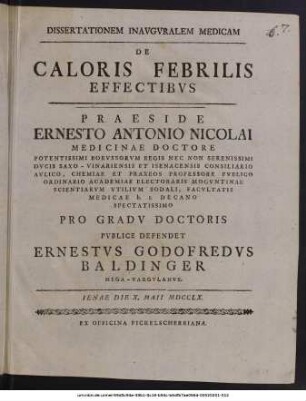 DISSERTATIONEM INAVGVRALEM MEDICAM
DE
CALORIS FEBRILIS
EFFECTIBVS
PRAESIDE
ERNESTO ANTONIO NICOLAI
MEDICINAE DOCTORE
POTENTISSIMI BORVSSORVM REGIS NEC NON SERENISSIMI
DVCIS SAXO-VINARIENSIS ET ISENACENSIS CONSILIARIO
AVLICO, CHEMIAE ET PRAXEOS PROFESSORE PVBLICO
ORDINARIO ACADEMIAE ELECTORALIS MOGVNTINAE
SCIENTIARVM VTILIVM SODALI, FACVLTATIS
MEDICAE h. t. DECANO
SPECTATISSIMO
PRO GRADV DOCTORIS
PVBLICE DEFENDET
ERNESTVS GODOFREDVS
BALDINGER
MEGA-VARGVLANVS.
IENAE DIE X. MAII MDCCLX.
EX OFFICINA FICKELSCHERRIANA.